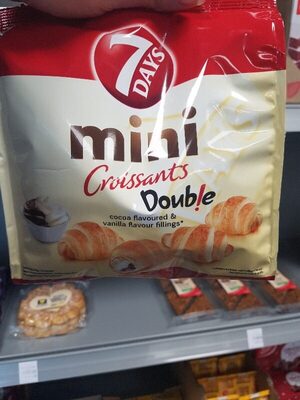 7
DAYS
mini
Croissants
Double
cocoa flavoured &
vanilla flavour fillings*